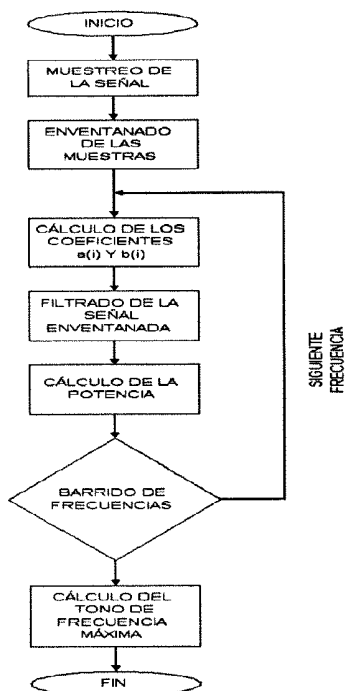 INICIO
MUESTREO DE
LA SEÑAL
ENVENTANADO
DE LAS
MUESTRAS
CÁLCULO DE LOS
COEFICIENTES
a(i) Y b(i)
FILTRADO DE LA
SEÑAL
ENVENTANADA
CÁLCULO DE LA
POTENCIA
SIGUIENTE
FRECUENCIA
BARRIDO DE
FRECUENCIAS
CÁLCULO DEL
TONO DE
FRECUENCIA
MÁXIMA
FIN